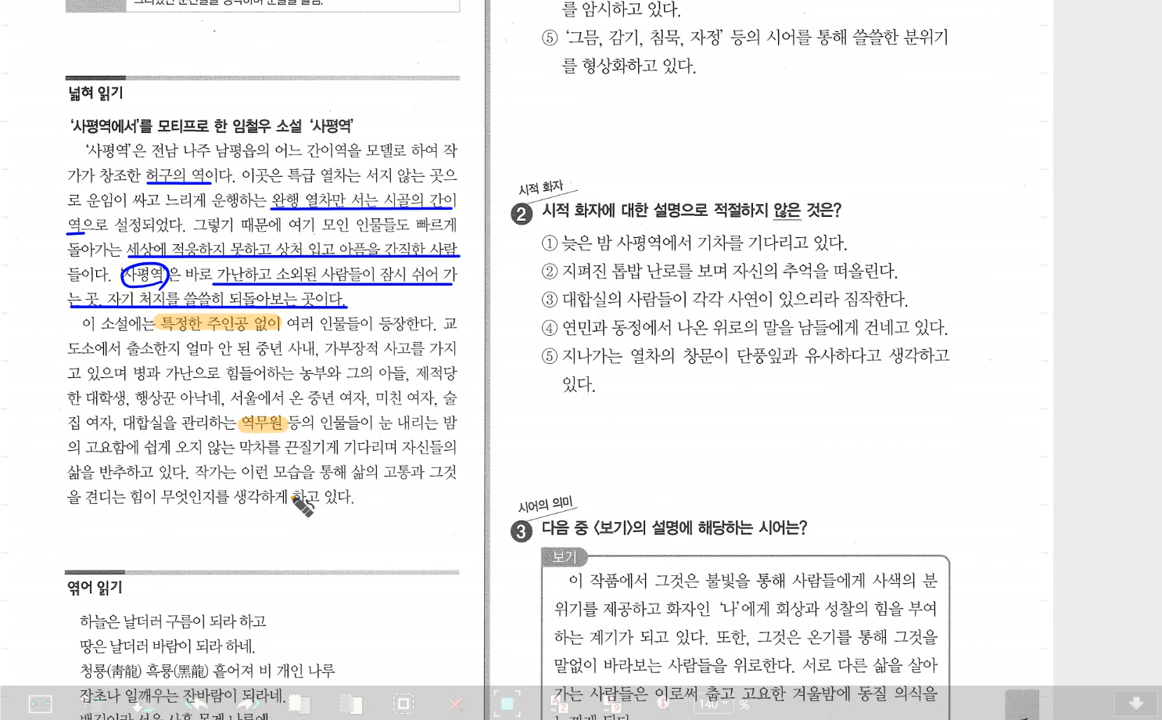 넓혀 읽기
'사평역에서'를 모티프로 한 임철우 소설 '사평역'
'사평역'은 전남 나주 남평읍의 어느 간이역을 모델로 하여 작
가가 창조한 허구의 역이다. 이곳은 특급 열차는 서지 않는 곳으
로 운임이 싸고 느리게 운행하는 완행 열차만 서는 시골의 간이
역으로 설정되었다. 그렇기 때문에 여기 모인 인물들도 빠르게
돌아가는 세상에 적응하지 못하고 상처 입고 아픔을 간직한 사람
들이다. '사평역'은 바로 가난하고 소외된 사람들이 잠시 쉬어 가
는 곳, 자기 처지를 쓸쓸히 되돌아보는 곳이다.
이 소설에는 특정한 주인공 없이 여러 인물들이 등장한다. 교
도소에서 출소한지 얼마 안 된 중년 사내, 가부장적 사고를 가지
고 있으며 병과 가난으로 힘들어하는 농부와 그의 아들, 제적당
한 대학생, 행상꾼 아낙네, 서울에서 온 중년 여자, 미친 여자, 술
집 여자, 대합실을 관리하는 역무원 등의 인물들이 눈 내리는 밤
의 고요함에 쉽게 오지 않는 막차를 끈질기게 기다리며 자신들의
삶을 반추하고 있다. 작가는 이런 모습을 통해 삶의 고통과 그것
을 견디는 힘이 무엇인지를 생각하게 하고 있다.
엮어 읽기
하늘은 날더러 구름이 되라 하고
땅은 날더러 바람이 되라 하네.
청룡(靑龍) 흑룡(黑龍) 흩어져 비 개인 나루
잡초나 일깨우는 잔바람이 되라네.
를 암시하고 있다.
⑤ '그믐, 감기, 침묵, 자정' 등의 시어를 통해 쓸쓸한 분위기
를 형상화하고 있다.
시적 화자
2 시적 화자에 대한 설명으로 적절하지 않은 것은?
① 늦은 밤 사평역에서 기차를 기다리고 있다.
② 지펴진 톱밥 난로를 보며 자신의 추억을 떠올린다.
③ 대합실의 사람들이 각각 사연이 있으리라 짐작한다.
④ 연민과 동정에서 나온 위로의 말을 남들에게 건네고 있다.
⑤ 지나가는 열차의 창문이 단풍잎과 유사하다고 생각하고
있다.
시어의 의미
3 다음 중 〈보기〉의 설명에 해당하는 시어는?
보기
이 작품에서 그것은 불빛을 통해 사람들에게 사색의 분
위기를 제공하고 화자인 '나'에게 회상과 성찰의 힘을 부여
하는 계기가 되고 있다. 또한, 그것은 온기를 통해 그것을
말없이 바라보는 사람들을 위로한다. 서로 다른 삶을 살아
가는 사람들은 이로써 춥고 고요한 겨울밤에 동질 의식을
140 %